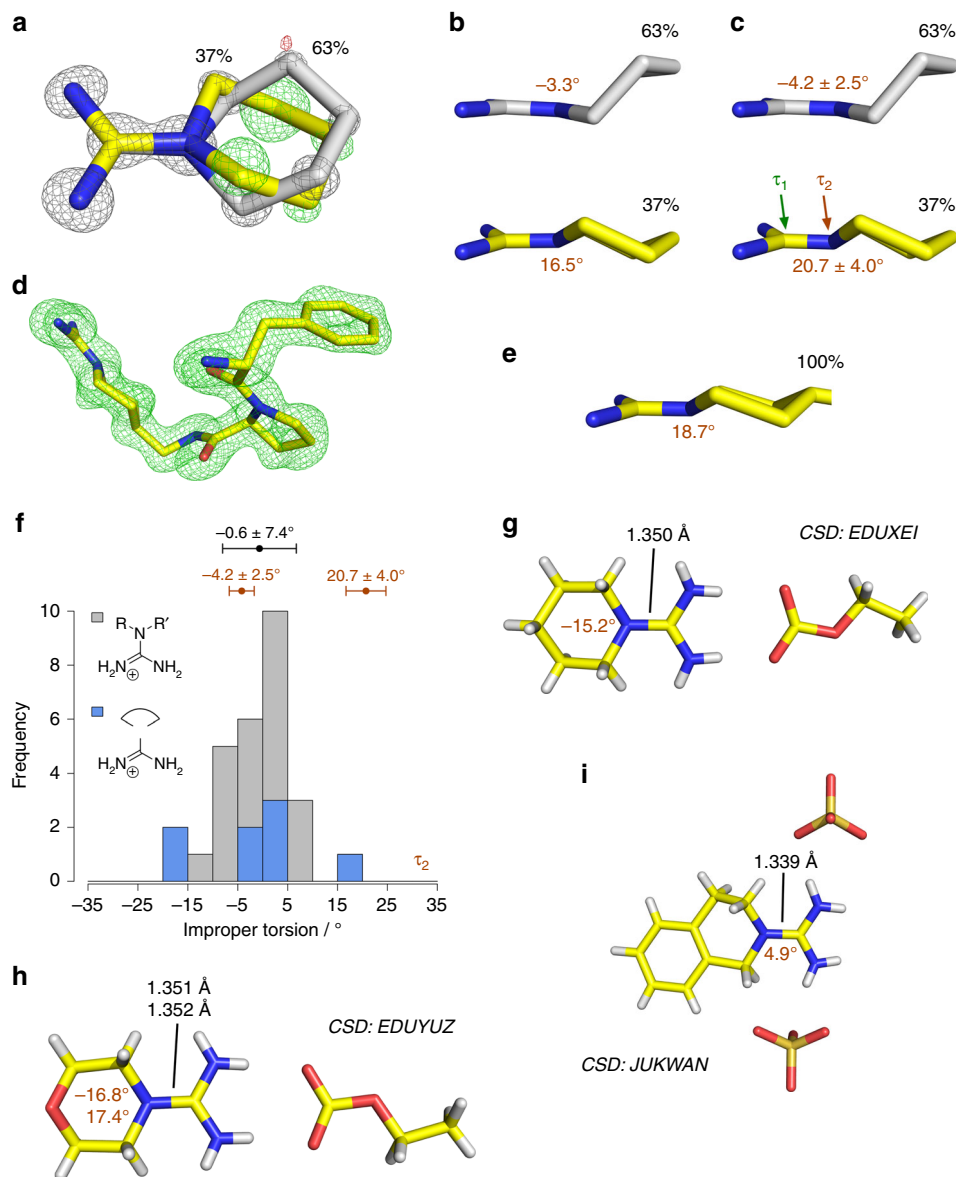 a
37%
63%
b
63%
−3.3°
37%
16.5°
c
63%
−4.2 ± 2.5°
τ1
τ2
37%
20.7 ± 4.0°
d
e
100%
18.7°
f
−0.6 ± 7.4°
−4.2 ± 2.5°
20.7 ± 4.0°
10
8
6
4
2
0
Frequency
R
R′
N
H2N
⊕
NH2
H2N
⊕
NH2
τ2
−35
−25
−15
−5
5
15
25
35
Improper torsion / °
g
1.350 Å
CSD: EDUXEI
−15.2°
h
1.351 Å
1.352 Å
CSD: EDUYUZ
−16.8°
17.4°
i
1.339 Å
4.9°
CSD: JUKWAN